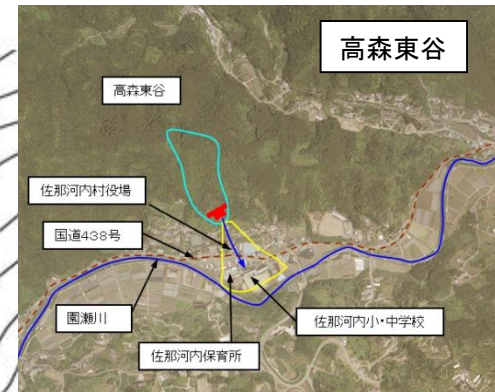 高森東谷
高森東谷
佐那河内村役場
国道438号
園瀬川
佐那河内小・中学校
佐那河内保育所